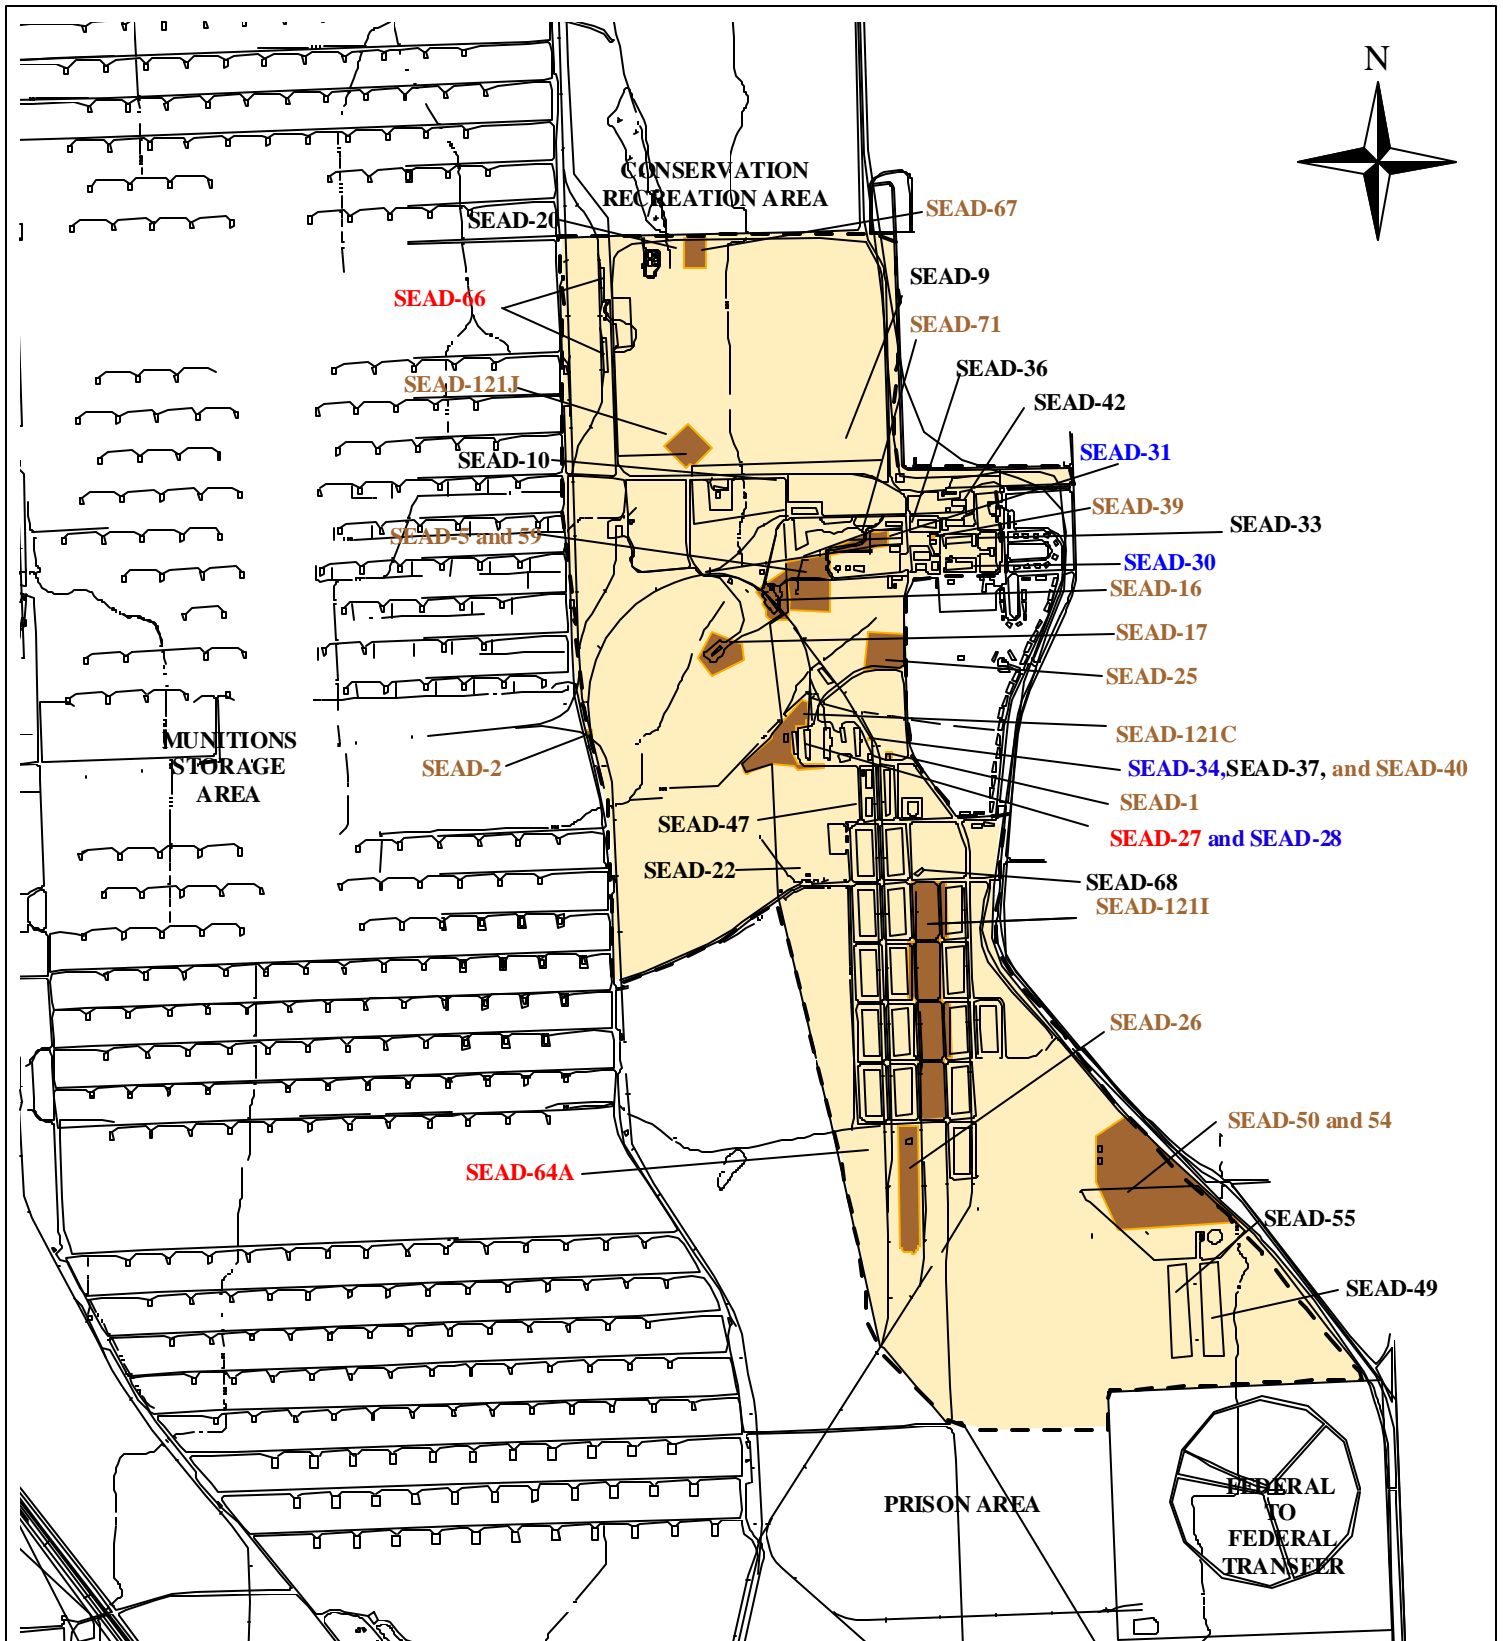 N
CONSERVATION
RECREATION AREA
SEAD-20
SEAD-67
SEAD-9
SEAD-66
SEAD-71
SEAD-36
SEAD-121J
SEAD-42
SEAD-10
SEAD-31
SEAD-39
SEAD-33
SEAD-5 and 59
SEAD-30
SEAD-16
SEAD-17
SEAD-25
MUNITIONS
STORAGE
AREA
SEAD-121C
SEAD-2
SEAD-34,SEAD-37, and SEAD-40
SEAD-1
SEAD-47
SEAD-27 and SEAD-28
SEAD-22
SEAD-68
SEAD-121I
SEAD-26
SEAD-50 and 54
SEAD-64A
SEAD-55
SEAD-49
PRISON AREA
FEDERAL
TO
FEDERAL
TRANSFER